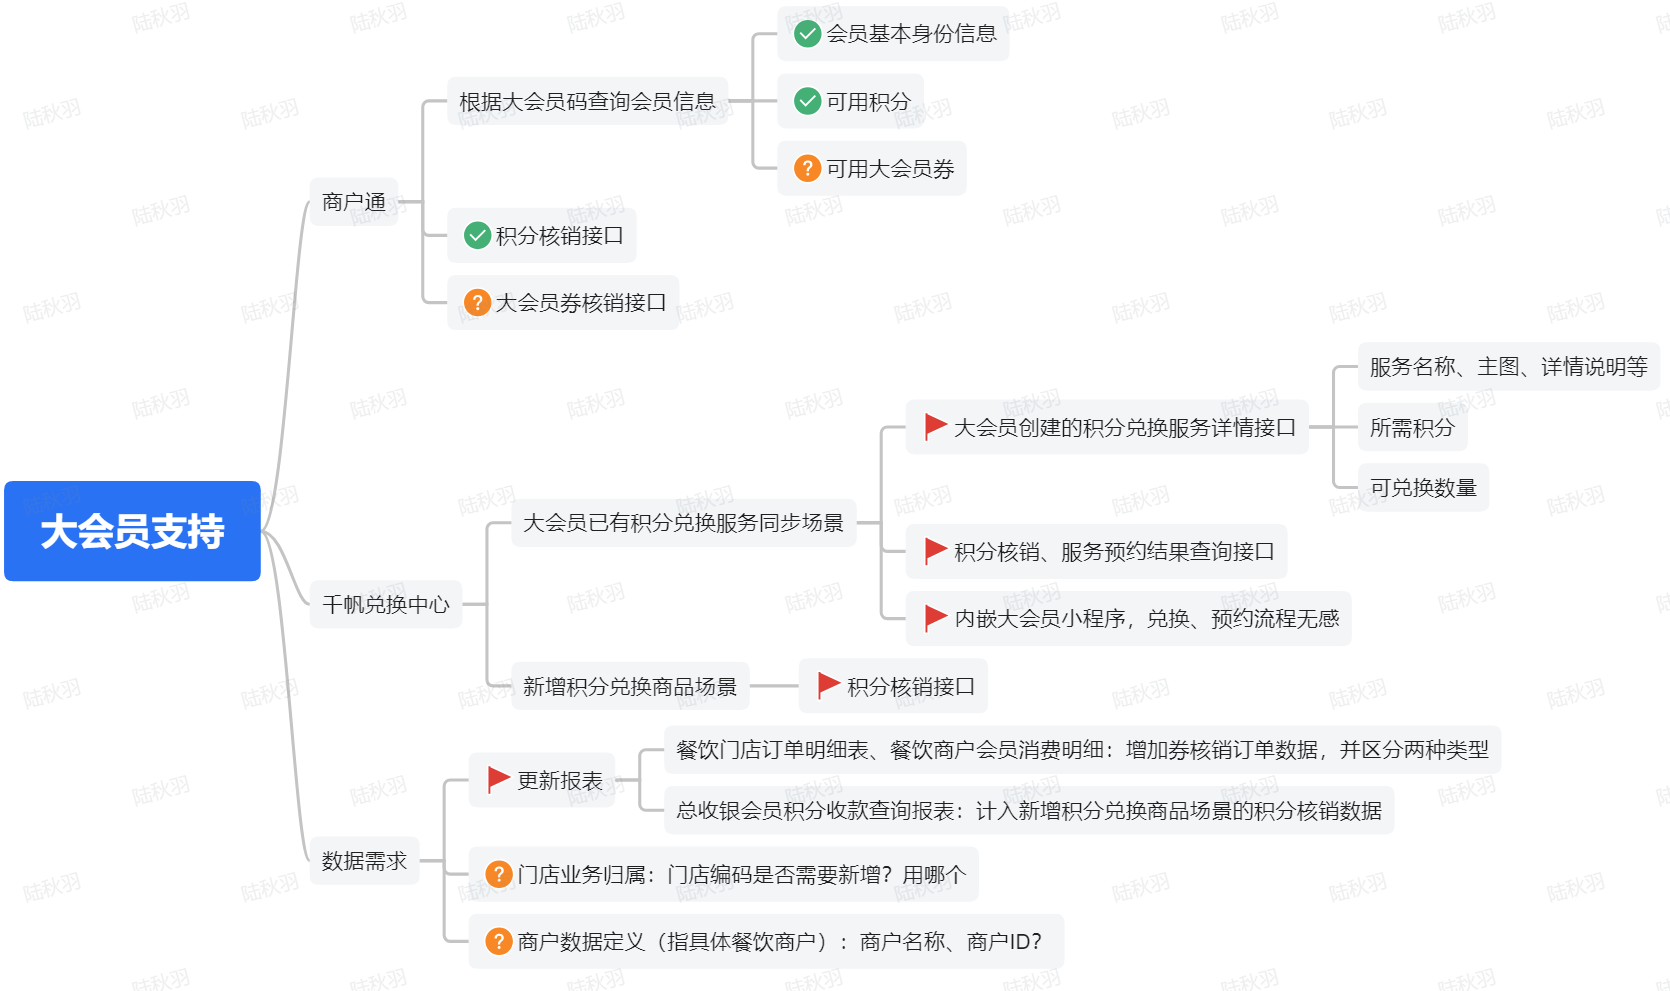 大会员支持
商户通
根据大会员码查询会员信息
会员基本身份信息
可用积分
可用大会员券
积分核销接口
大会员券核销接口
千帆兑换中心
大会员已有积分兑换服务同步场景
大会员创建的积分兑换服务详情接口
服务名称、主图、详情说明等
所需积分
可兑换数量
积分核销、服务预约结果查询接口
内嵌大会员小程序，兑换、预约流程无感
新增积分兑换商品场景
积分核销接口
数据需求
更新报表
餐饮门店订单明细表、餐饮商户会员消费明细：增加券核销订单数据，并区分两种类型
总收银会员积分收款查询报表：计入新增积分兑换商品场景的积分核销数据
门店业务归属：门店编码是否需要新增？用哪个
商户数据定义（指具体餐饮商户）：商户名称、商户ID？
陆秋羽